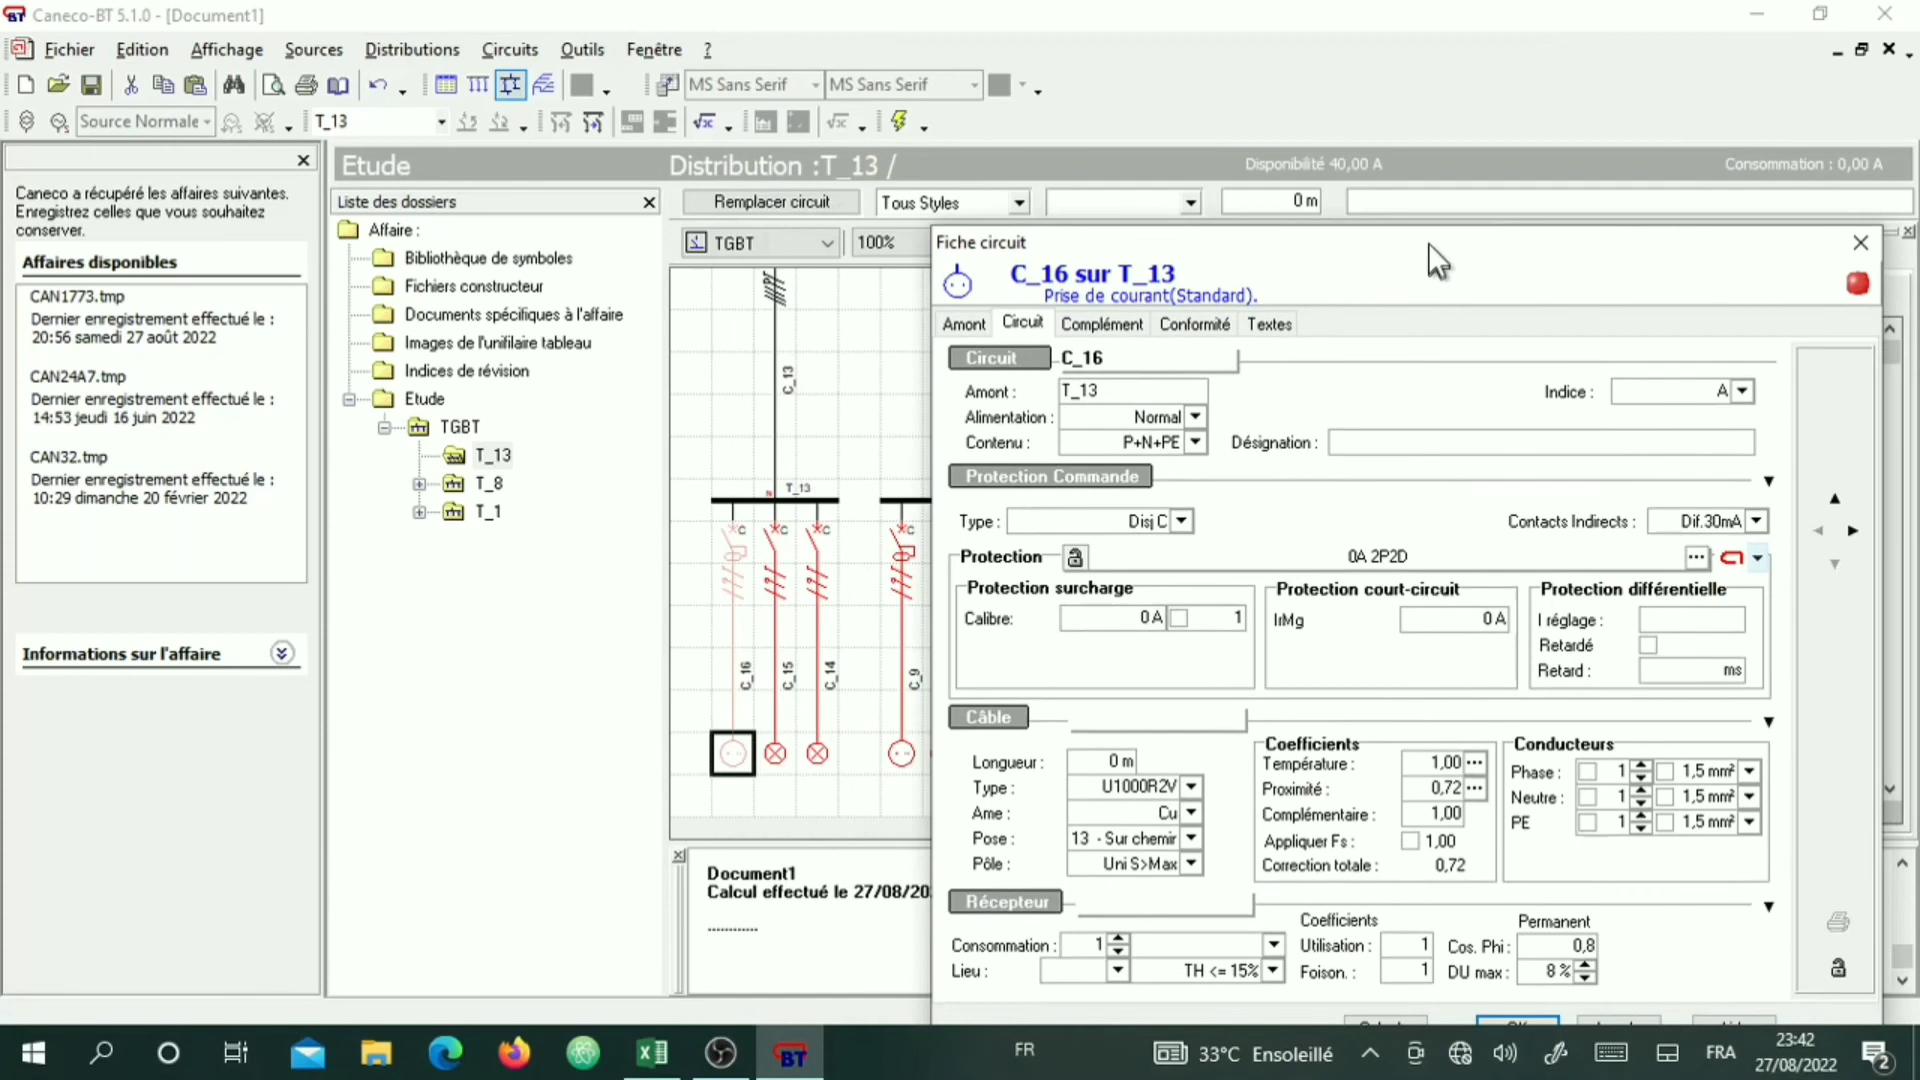 Caneco-BT 5.1.0 - [Document1]
Fichier Edition Affichage Sources Distributions Circuits Outils Fenêtre ?
MS Sans Serif MS Sans Serif
Source Normale T_13
Etude
Distribution :T_13 / Disponibilité 40,00 A Consommation : 0,00 A
Caneco a récupéré les affaires suivantes.
Enregistrez celles que vous souhaitez
conserver.
Affaires disponibles
CAN1773.tmp
Dernier enregistrement effectué le :
20:56 samedi 27 août 2022
CAN24A7.tmp
Dernier enregistrement effectué le :
14:53 jeudi 16 juin 2022
CAN32.tmp
Dernier enregistrement effectué le :
10:29 dimanche 20 février 2022
Informations sur l'affaire
Liste des dossiers
Affaire :
Bibliothèque de symboles
Fichiers constructeur
Documents spécifiques à l'affaire
Images de l'unifilaire tableau
Indices de révision
Etude
TGBT
T_13
T_8
T_1
Remplacer circuit Tous Styles 0 m
TGBT 100%
C_13
N T_13
C C C C
C_16 C_15 C_14 C_9
Document1
Calcul effectué le 27/08/20
............
Fiche circuit
C_16 sur T_13
Prise de courant(Standard).
Amont Circuit Complément Conformité Textes
Circuit C_16
Amont : T_13 Indice : A
Alimentation : Normal
Contenu : P+N+PE Désignation :
Protection Commande
Type : Disj C Contacts Indirects : Dif.30mA
Protection 0A 2P2D ...
Protection surcharge Protection court-circuit Protection différentielle
Calibre: 0 A 1 IrMg 0 A I réglage :
Retardé
Retard : ms
Câble
Coefficients Conducteurs
Longueur : 0 m Température : 1,00 ... Phase : 1 1,5 mm²
Type : U1000R2V Proximité : 0,72 ... Neutre : 1 1,5 mm²
Ame : Cu Complémentaire : 1,00 PE 1 1,5 mm²
Pose : 13 - Sur chemir Appliquer Fs : 1,00
Pôle : Uni S>Max Correction totale : 0,72
Récepteur
Coefficients Permanent
Consommation : 1 Utilisation : 1 Cos. Phi : 0,8
Lieu : TH <= 15% Foison. : 1 DU max : 8 %
BT FR 33°C Ensoleillé FRA 23:42
27/08/2022 2